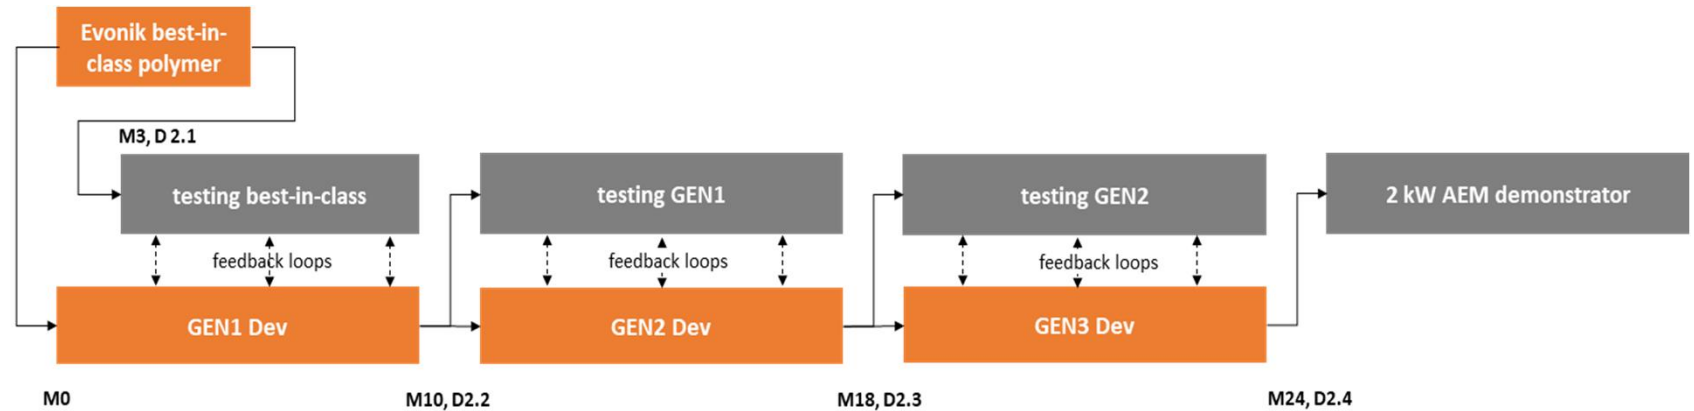 Evonik best-in-
class polymer
M3, D 2.1
testing best-in-class
testing GEN1
testing GEN2
2 kW AEM demonstrator
feedback loops
feedback loops
feedback loops
GEN1 Dev
GEN2 Dev
GEN3 Dev
M0
M10, D2.2
M18, D2.3
M24, D2.4